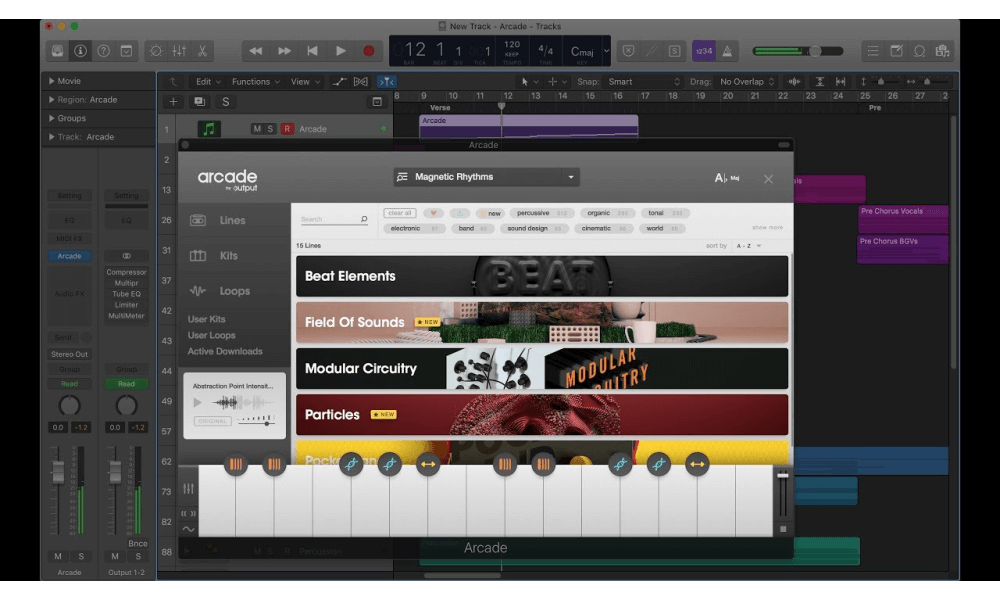 New Track - Arcade - Tracks
12 1 1 1
BAR BEAT DIV TICK
120
KEEP
TEMPO
4/4
TIME
Cmaj
KEY
1234
Movie
Region: Arcade
Groups
Track: Arcade
Edit Functions View
Snap: Smart
Drag: No Overlap
S
8 9 10 11 12 13 14 15 16 17 18 19 20 21 22 23 24 25 26 27 2
Verse
Pre
1
M S R Arcade
Arcade
2
13
26
31
37
42
43
44
49
57
62
73
82
88
Pre Chorus Vocals
Pre Chorus BGVs
Arcade
arcade
by output
Magnetic Rhythms
A♭ Maj
Lines
Kits
Loops
User Kits
User Loops
Active Downloads
Abstraction Point Intensit...
ORIGINAL
Search
clear all
new
percussive
organic
tonal
electronic
band
sound design
cinematic
world
show more
15 Lines
sort by A - Z
Beat Elements
BEAT
Field Of Sounds NEW
Modular Circuitry
MODULAR
Particles NEW
Arcade
M S R Percussion
Setting Setting
EQ EQ
MIDI FX
Arcade
Audio FX
Compressor
Multipr
Tube EQ
Limiter
MultiMeter
Send
Stereo Out
Group Group
Read Read
0.0 -1.2 0.0 -1.2
Bnce
M S M S
Arcade Output 1-2